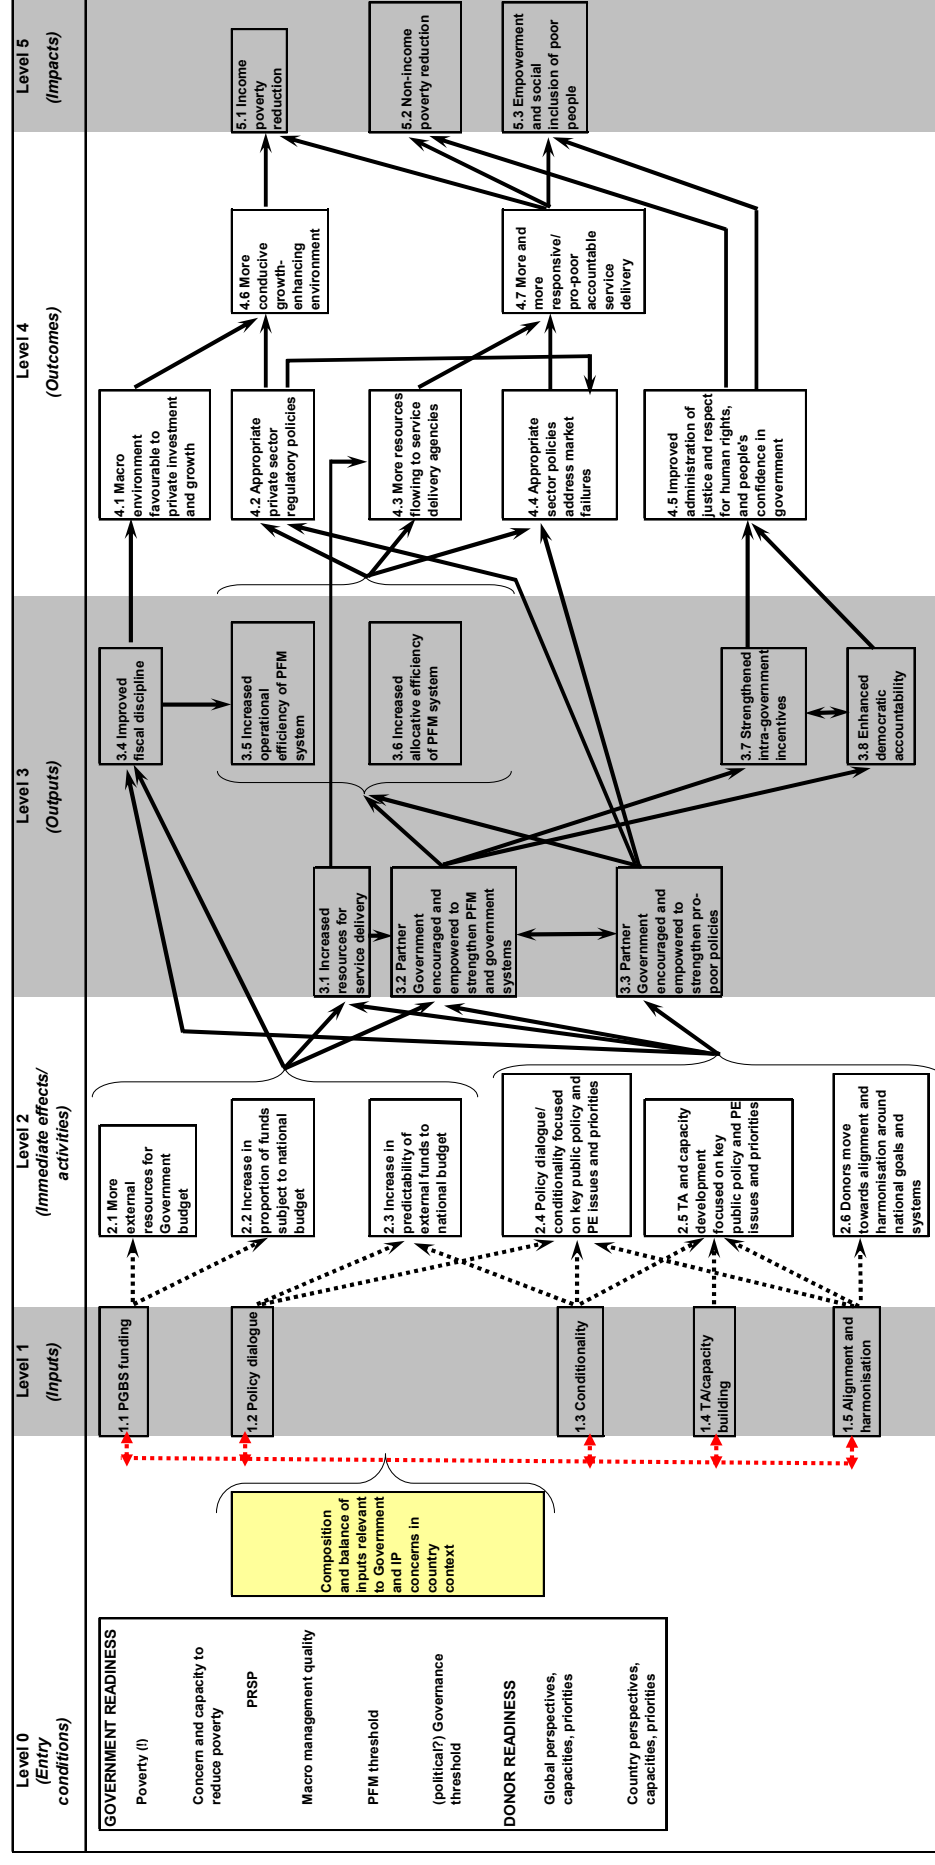 Level 0
(Entry
conditions)
Level 1
(Inputs)
Level 2
(Immediate effects/
activities)
Level 3
(Outputs)
Level 4
(Outcomes)
Level 5
(Impacts)
GOVERNMENT READINESS
Poverty (!)
Concern and capacity to
reduce poverty
PRSP
Macro management quality
PFM threshold
(political?) Governance
threshold
DONOR READINESS
Global perspectives,
capacities, priorities
Country perspectives,
capacities, priorities
Composition
and balance of
inputs relevant
to Government
and IP
concerns in
country
context
1.1 PGBS funding
1.2 Policy dialogue
1.3 Conditionality
1.4 TA/capacity
building
1.5 Alignment and
harmonisation
2.1 More
external
resources for
Government
budget
2.2 Increase in
proportion of funds
subject to national
budget
2.3 Increase in
predictability of
external funds to
national budget
2.4 Policy dialogue/
conditionality focused
on key public policy and
PE issues and priorities
2.5 TA and capacity
development
focused on key
public policy and PE
issues and priorities
2.6 Donors move
towards alignment and
harmonisation around
national goals and
systems
3.1 Increased
resources for
service delivery
3.2 Partner
Government
encouraged and
empowered to
strengthen PFM
and government
systems
3.3 Partner
Government
encouraged and
empowered to
strengthen pro-
poor policies
3.4 Improved
fiscal discipline
3.5 Increased
operational
efficiency of PFM
system
3.6 Increased
allocative efficiency
of PFM system
3.7 Strengthened
intra-government
incentives
3.8 Enhanced
democratic
accountability
4.1 Macro
environment
favourable to
private investment
and growth
4.2 Appropriate
private sector
regulatory policies
4.3 More resources
flowing to service
delivery agencies
4.4 Appropriate
sector policies
address market
failures
4.5 Improved
administration of
justice and respect
for human rights,
and people's
confidence in
government
4.6 More
conducive
growth-
enhancing
environment
4.7 More and
more
responsive/
pro-poor
accountable
service
delivery
5.1 Income
poverty
reduction
5.2 Non-income
poverty reduction
5.3 Empowerment
and social
inclusion of poor
people